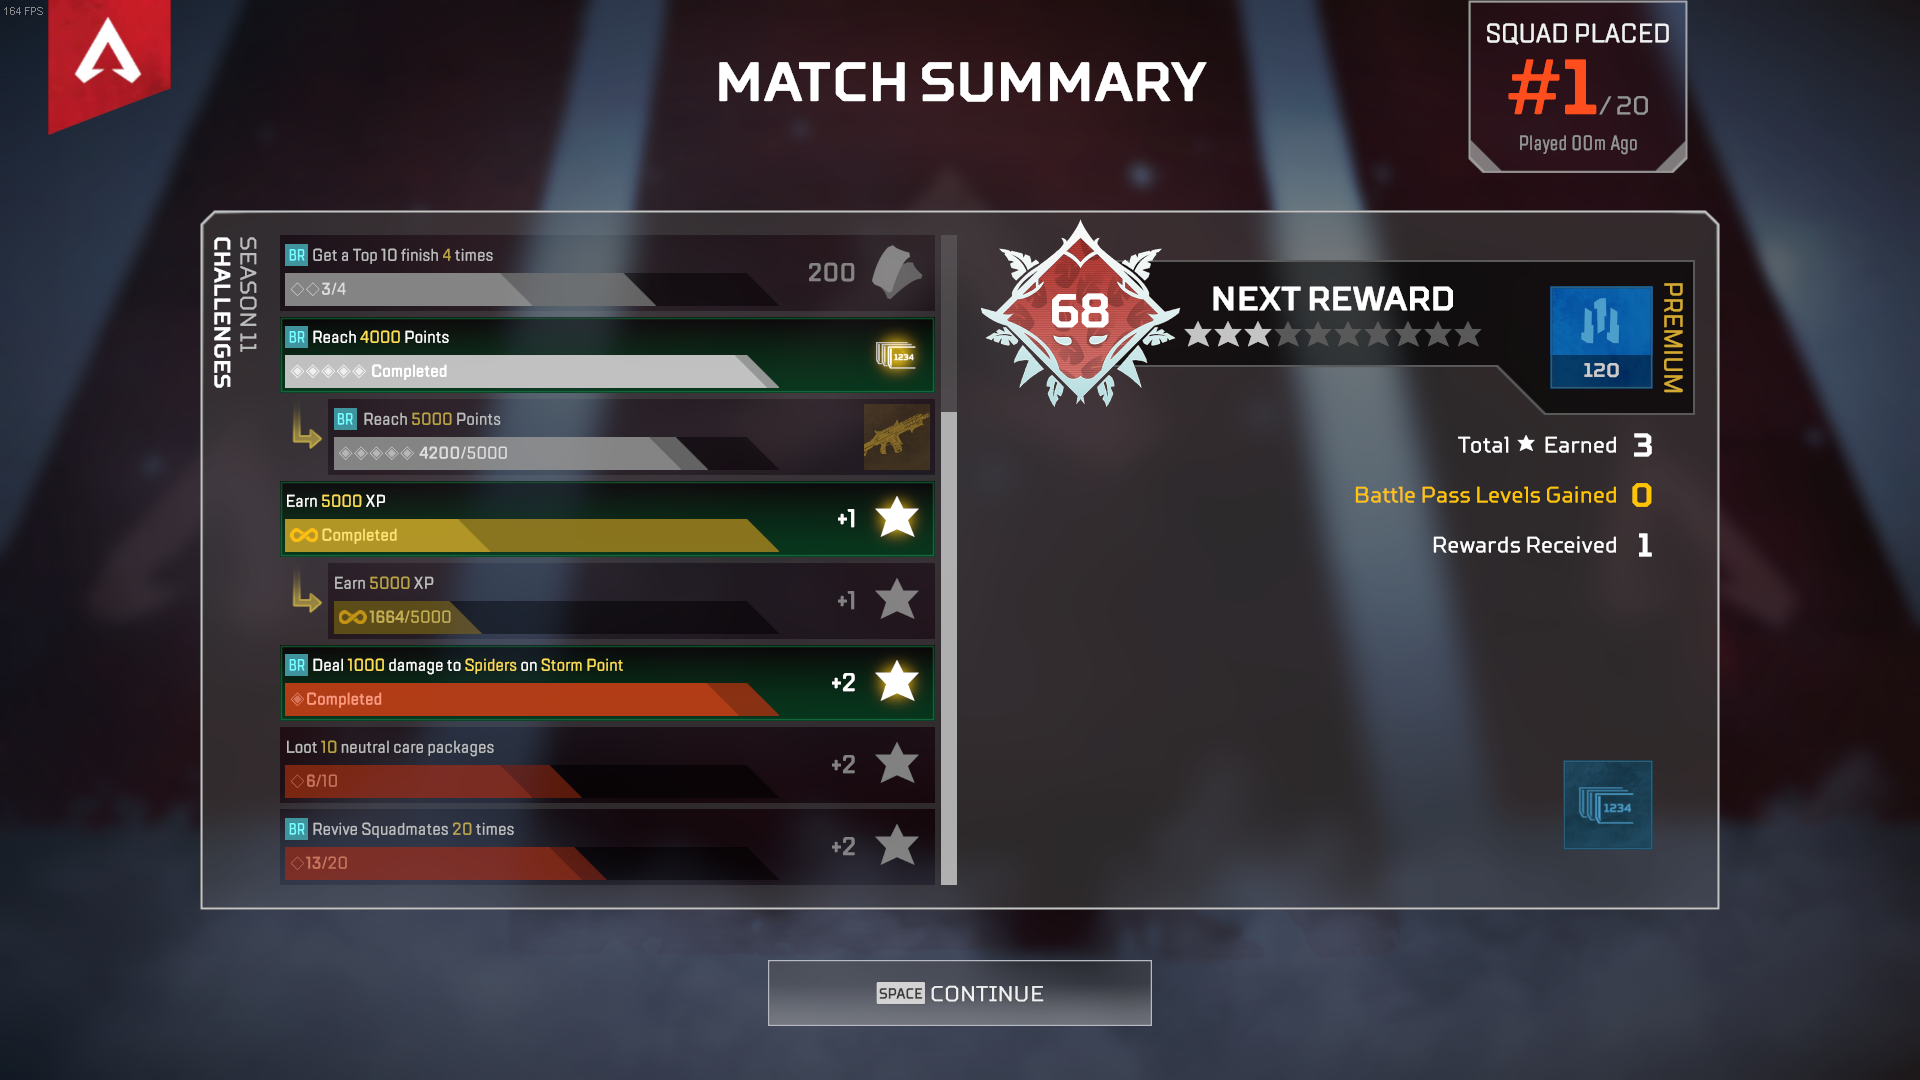 164 FPS
MATCH SUMMARY
SQUAD PLACED
#1/20
Played 00m Ago
SEASON 11
CHALLENGES
BR Get a Top 10 finish 4 times
3/4
200
BR Reach 4000 Points
Completed
1234
BR Reach 5000 Points
4200/5000
Earn 5000 XP
Completed
+1
Earn 5000 XP
1664/5000
+1
BR Deal 1000 damage to Spiders on Storm Point
Completed
+2
Loot 10 neutral care packages
6/10
+2
BR Revive Squadmates 20 times
13/20
+2
68
NEXT REWARD
120
PREMIUM
Total ★ Earned 3
Battle Pass Levels Gained 0
Rewards Received 1
1234
SPACE CONTINUE